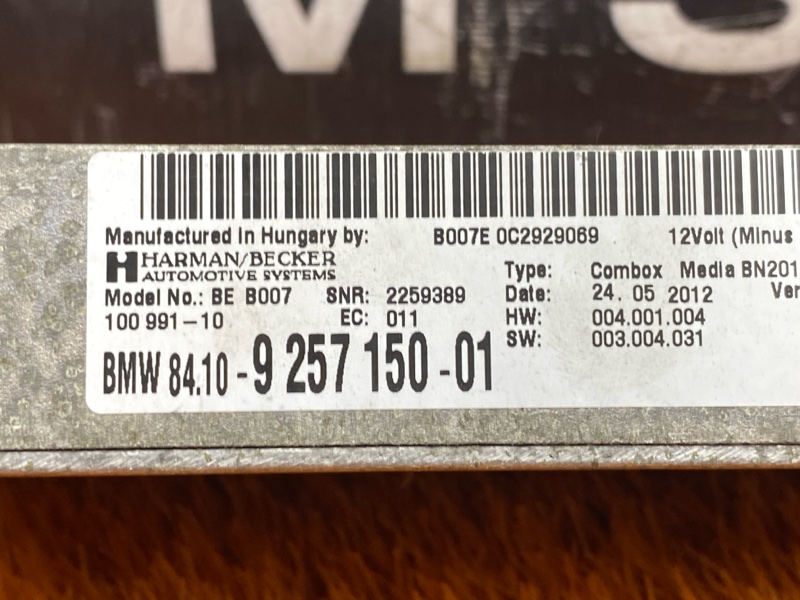 M S
Manufactured in Hungary by: B007E 0C2929069 12Volt (Minus
HARMAN/BECKER
AUTOMOTIVE SYSTEMS
Type: Combox Media BN201
Model No.: BE B007 SNR: 2259389 Date: 24. 05 2012 Ver
100 991-10 EC: 011 HW: 004.001.004
SW: 003.004.031
BMW 84.10 - 9 257 150 - 01